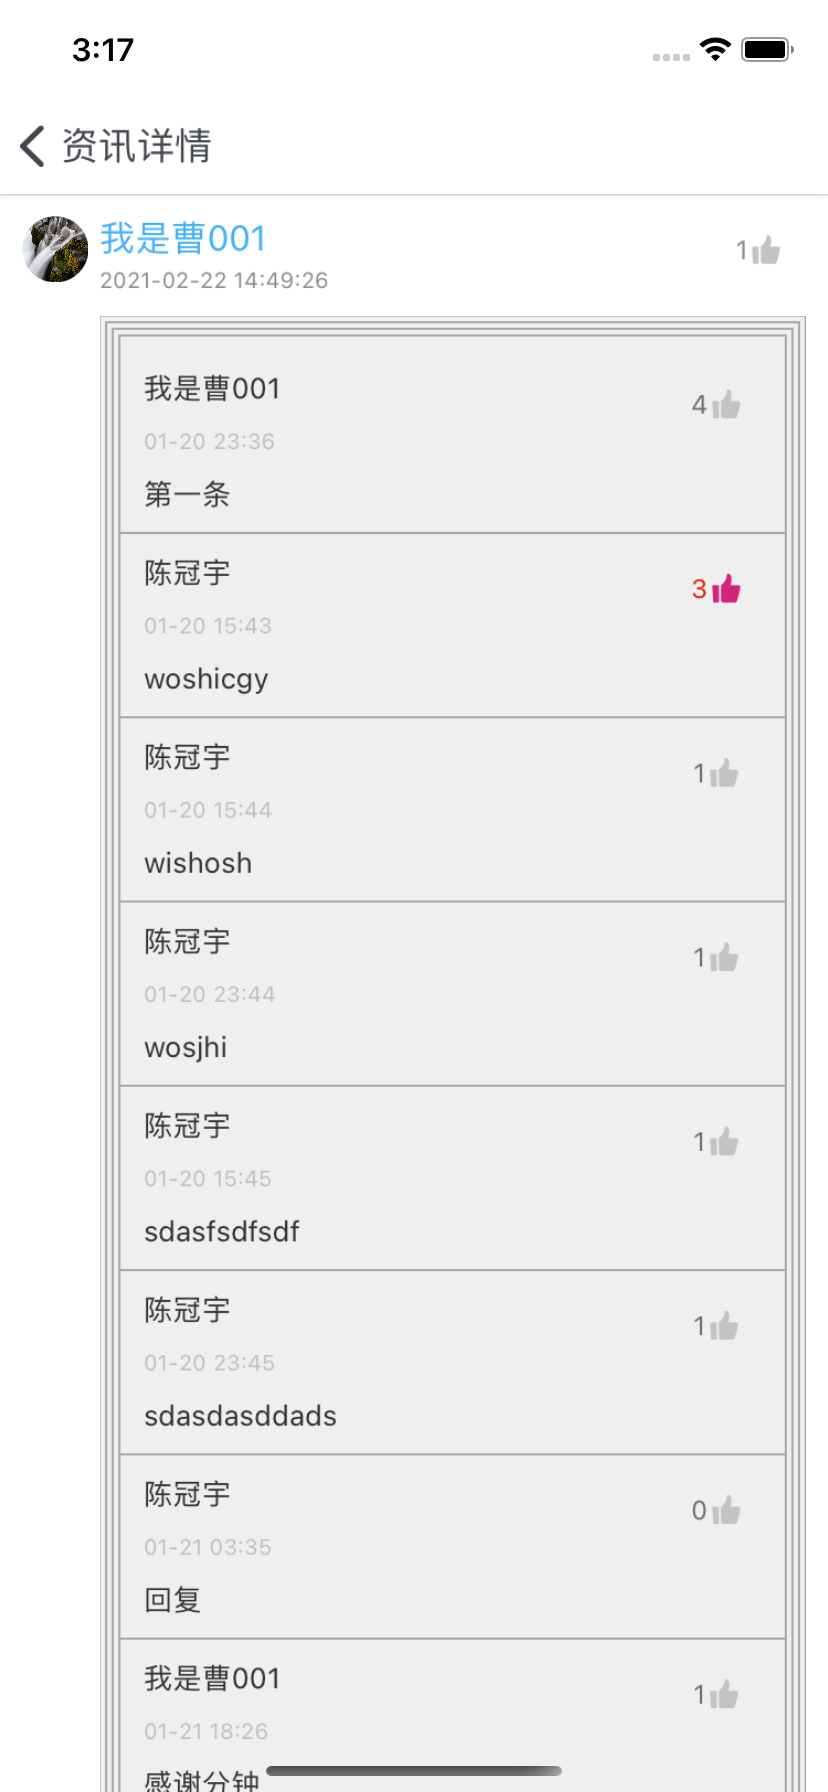 3:17
资讯详情
我是曹001
1
2021-02-22 14:49:26
我是曹001
4
01-20 23:36
第一条
陈冠宇
3
01-20 15:43
woshicgy
陈冠宇
1
01-20 15:44
wishosh
陈冠宇
1
01-20 23:44
wosjhi
陈冠宇
1
01-20 15:45
sdasfsdfsdf
陈冠宇
1
01-20 23:45
sdasdasddads
陈冠宇
0
01-21 03:35
回复
我是曹001
1
01-21 18:26
感谢分钟